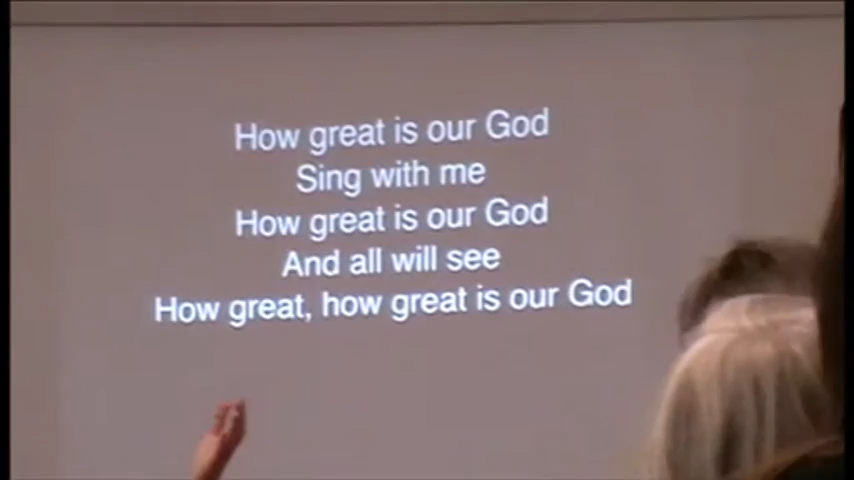 How great is our God
Sing with me
How great is our God
And all will see
How great, how great is our God